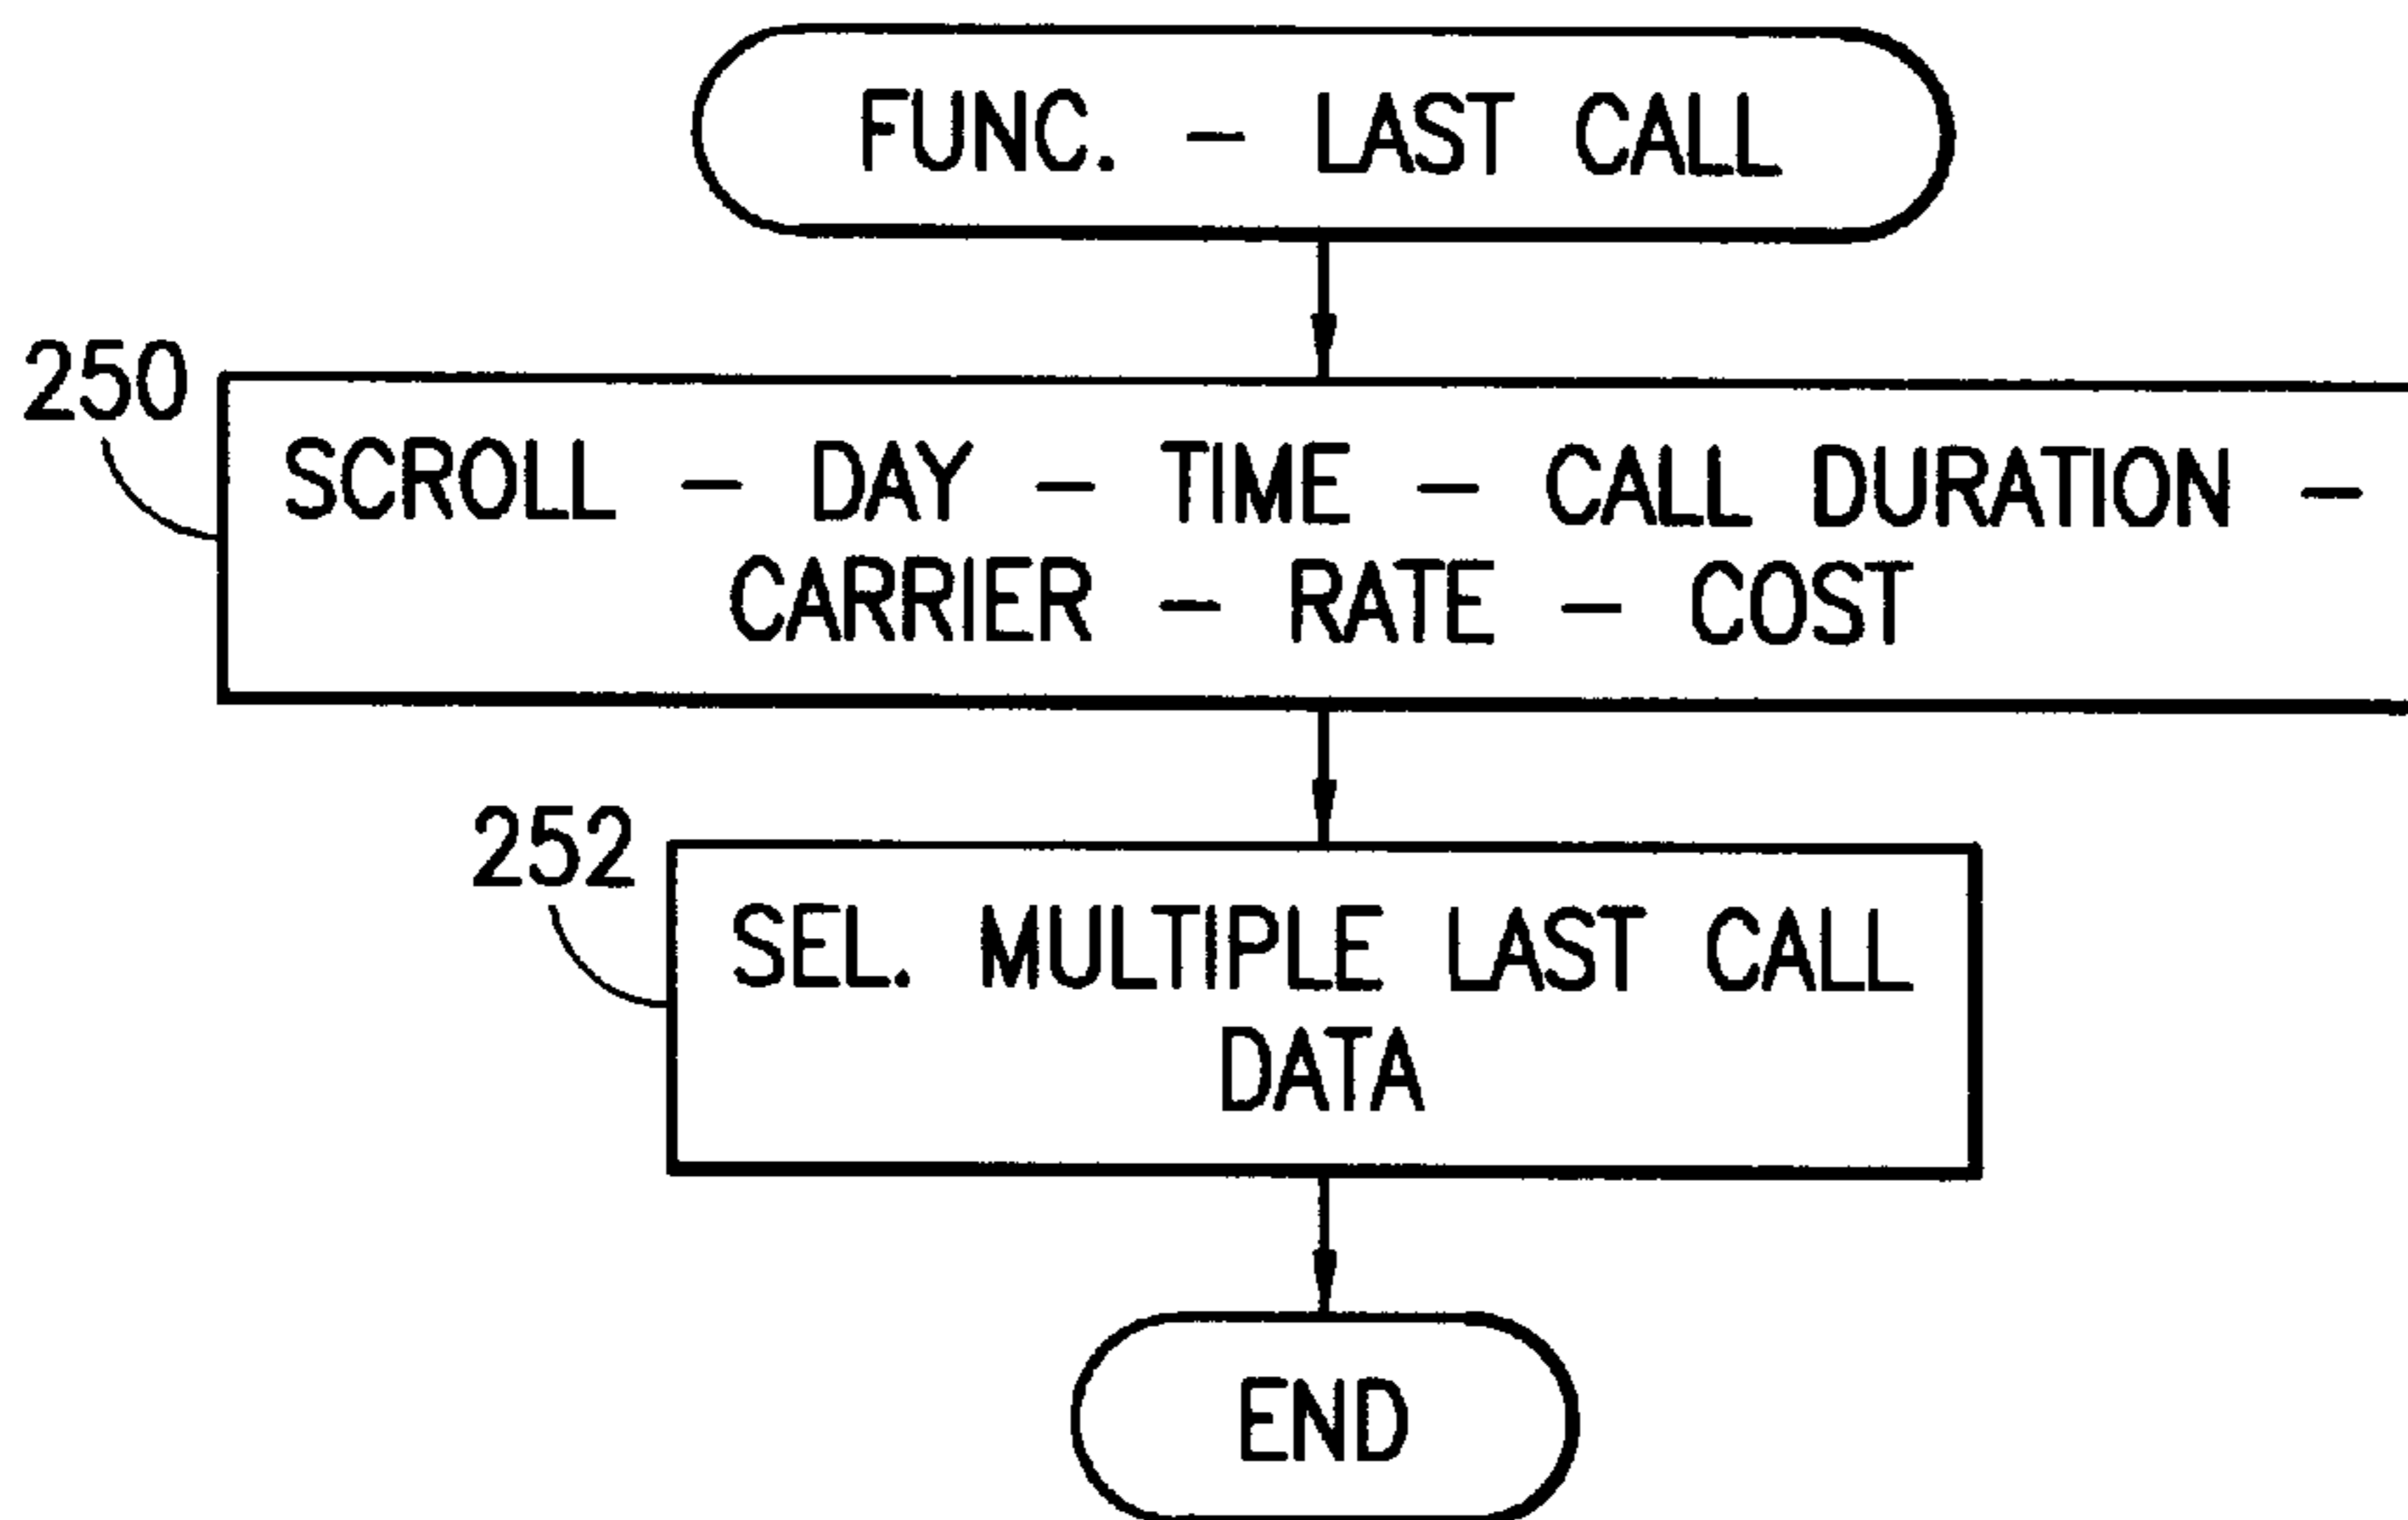 FUNC. - LAST CALL
250
SCROLL - DAY - TIME - CALL DURATION -
CARRIER - RATE - COST
252
SEL. MULTIPLE LAST CALL
DATA
END